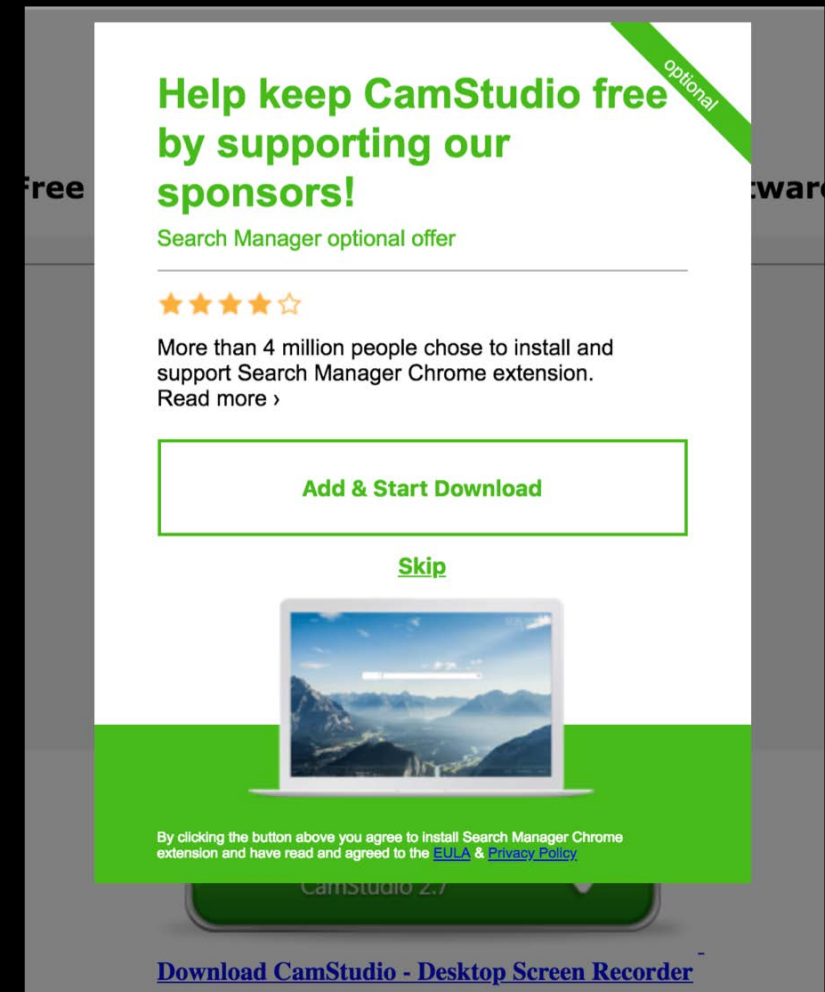 Help keep CamStudio free
optional
by supporting our
sponsors!
Search Manager optional offer
More than 4 million people chose to install and
support Search Manager Chrome extension.
Read more ›
Add & Start Download
Skip
By clicking the button above you agree to install Search Manager Chrome
extension and have read and agreed to the EULA & Privacy Policy
CamStudio 2.7
Download CamStudio - Desktop Screen Recorder